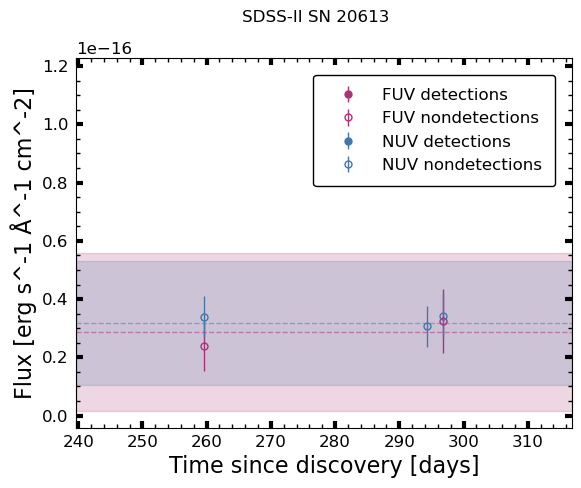 SDSS-II SN 20613
1e−16
FUV detections
FUV nondetections
NUV detections
NUV nondetections
1.2
1.0
0.8
0.6
0.4
0.2
0.0
Flux [erg s^-1 Å^-1 cm^-2]
240 250 260 270 280 290 300 310
Time since discovery [days]